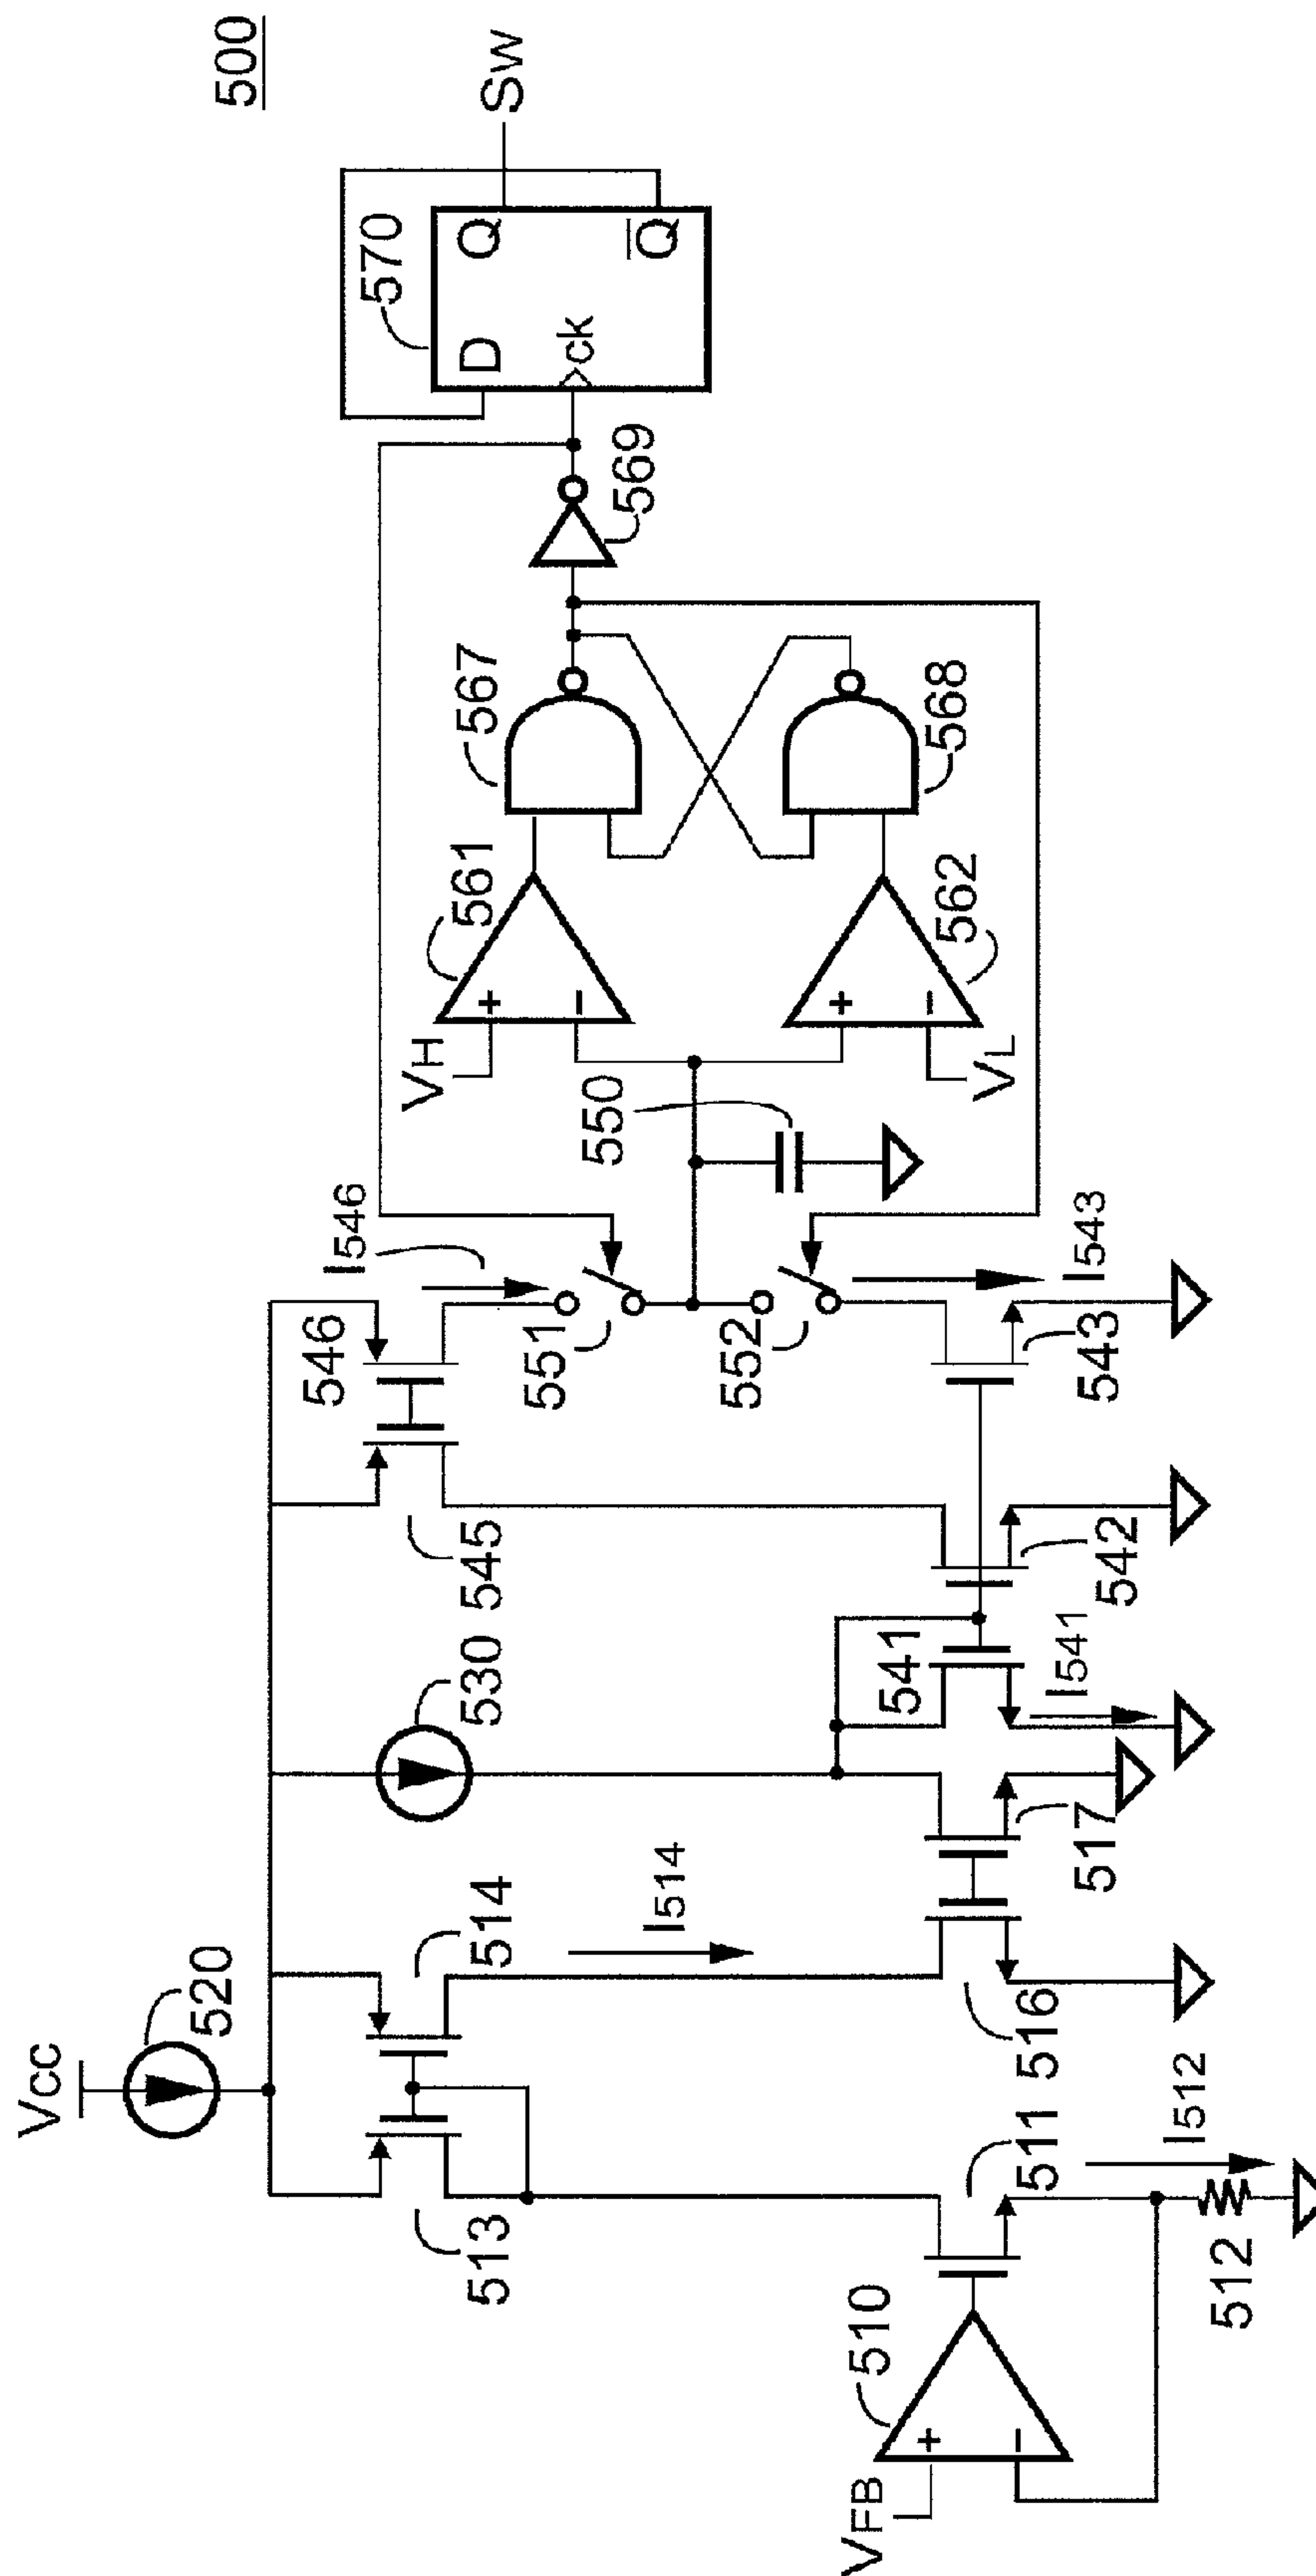 500
VCC
520
513
514
530
545
546
I546
I514
551
552
550
VH
VL
561
562
567
568
569
570
D
Q
Q̅
ck
SW
VFB
510
511
512
I512
516
517
541
I541
542
543
I543
+
−
+
−
+
−